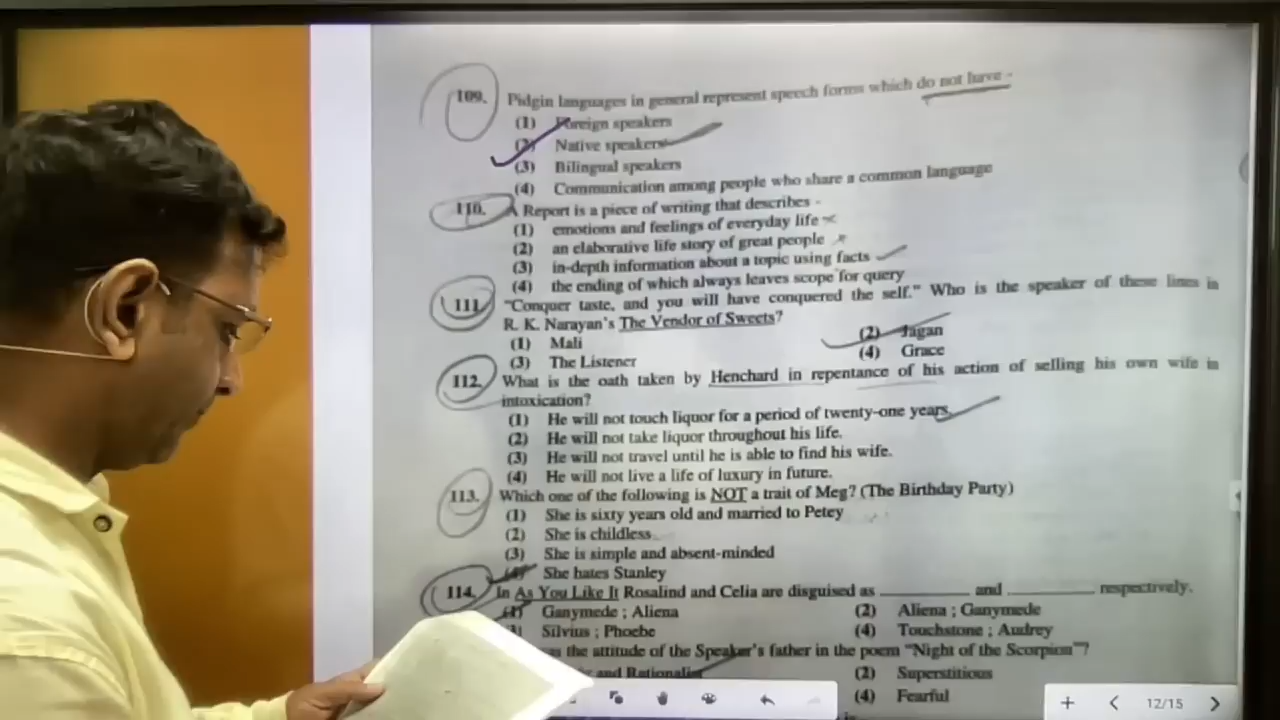 109. Pidgin languages in general represent speech forms which do not have -
(1) Foreign speakers
(2) Native speakers
(3) Bilingual speakers
(4) Communication among people who share a common language
110. A Report is a piece of writing that describes -
(1) emotions and feelings of everyday life
(2) an elaborative life story of great people
(3) in-depth information about a topic using facts
(4) the ending of which always leaves scope for query
111. "Conquer taste, and you will have conquered the self." Who is the speaker of these lines in
R. K. Narayan's The Vendor of Sweets?
(1) Mali (2) Jagan
(3) The Listener (4) Grace
112. What is the oath taken by Henchard in repentance of his action of selling his own wife in
intoxication?
(1) He will not touch liquor for a period of twenty-one years.
(2) He will not take liquor throughout his life.
(3) He will not travel until he is able to find his wife.
(4) He will not live a life of luxury in future.
113. Which one of the following is NOT a trait of Meg? (The Birthday Party)
(1) She is sixty years old and married to Petey
(2) She is childless
(3) She is simple and absent-minded
(4) She hates Stanley
114. In As You Like It Rosalind and Celia are disguised as ________ and ________ respectively.
(1) Ganymede ; Aliena (2) Aliena ; Ganymede
Silvius ; Phoebe (4) Touchstone ; Audrey
the attitude of the Speaker's father in the poem "Night of the Scorpion"?
and Rationalist (2) Superstitious
(4) Fearful
12/15